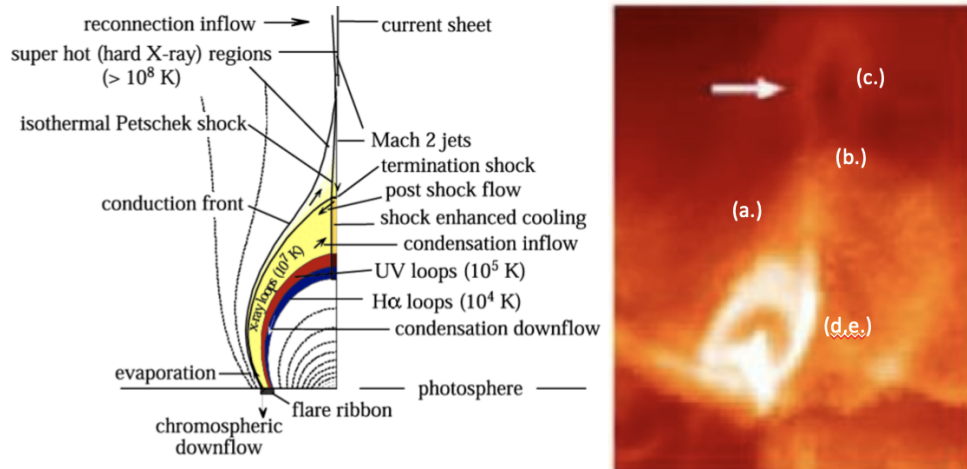 reconnection inflow
current sheet
super hot (hard X-ray) regions
(> 10⁸ K)
isothermal Petschek shock
Mach 2 jets
termination shock
post shock flow
conduction front
shock enhanced cooling
condensation inflow
x-ray loops (10⁷ K)
UV loops (10⁵ K)
Hα loops (10⁴ K)
condensation downflow
evaporation
photosphere
flare ribbon
chromospheric
downflow
(c.)
(b.)
(a.)
(d.e.)